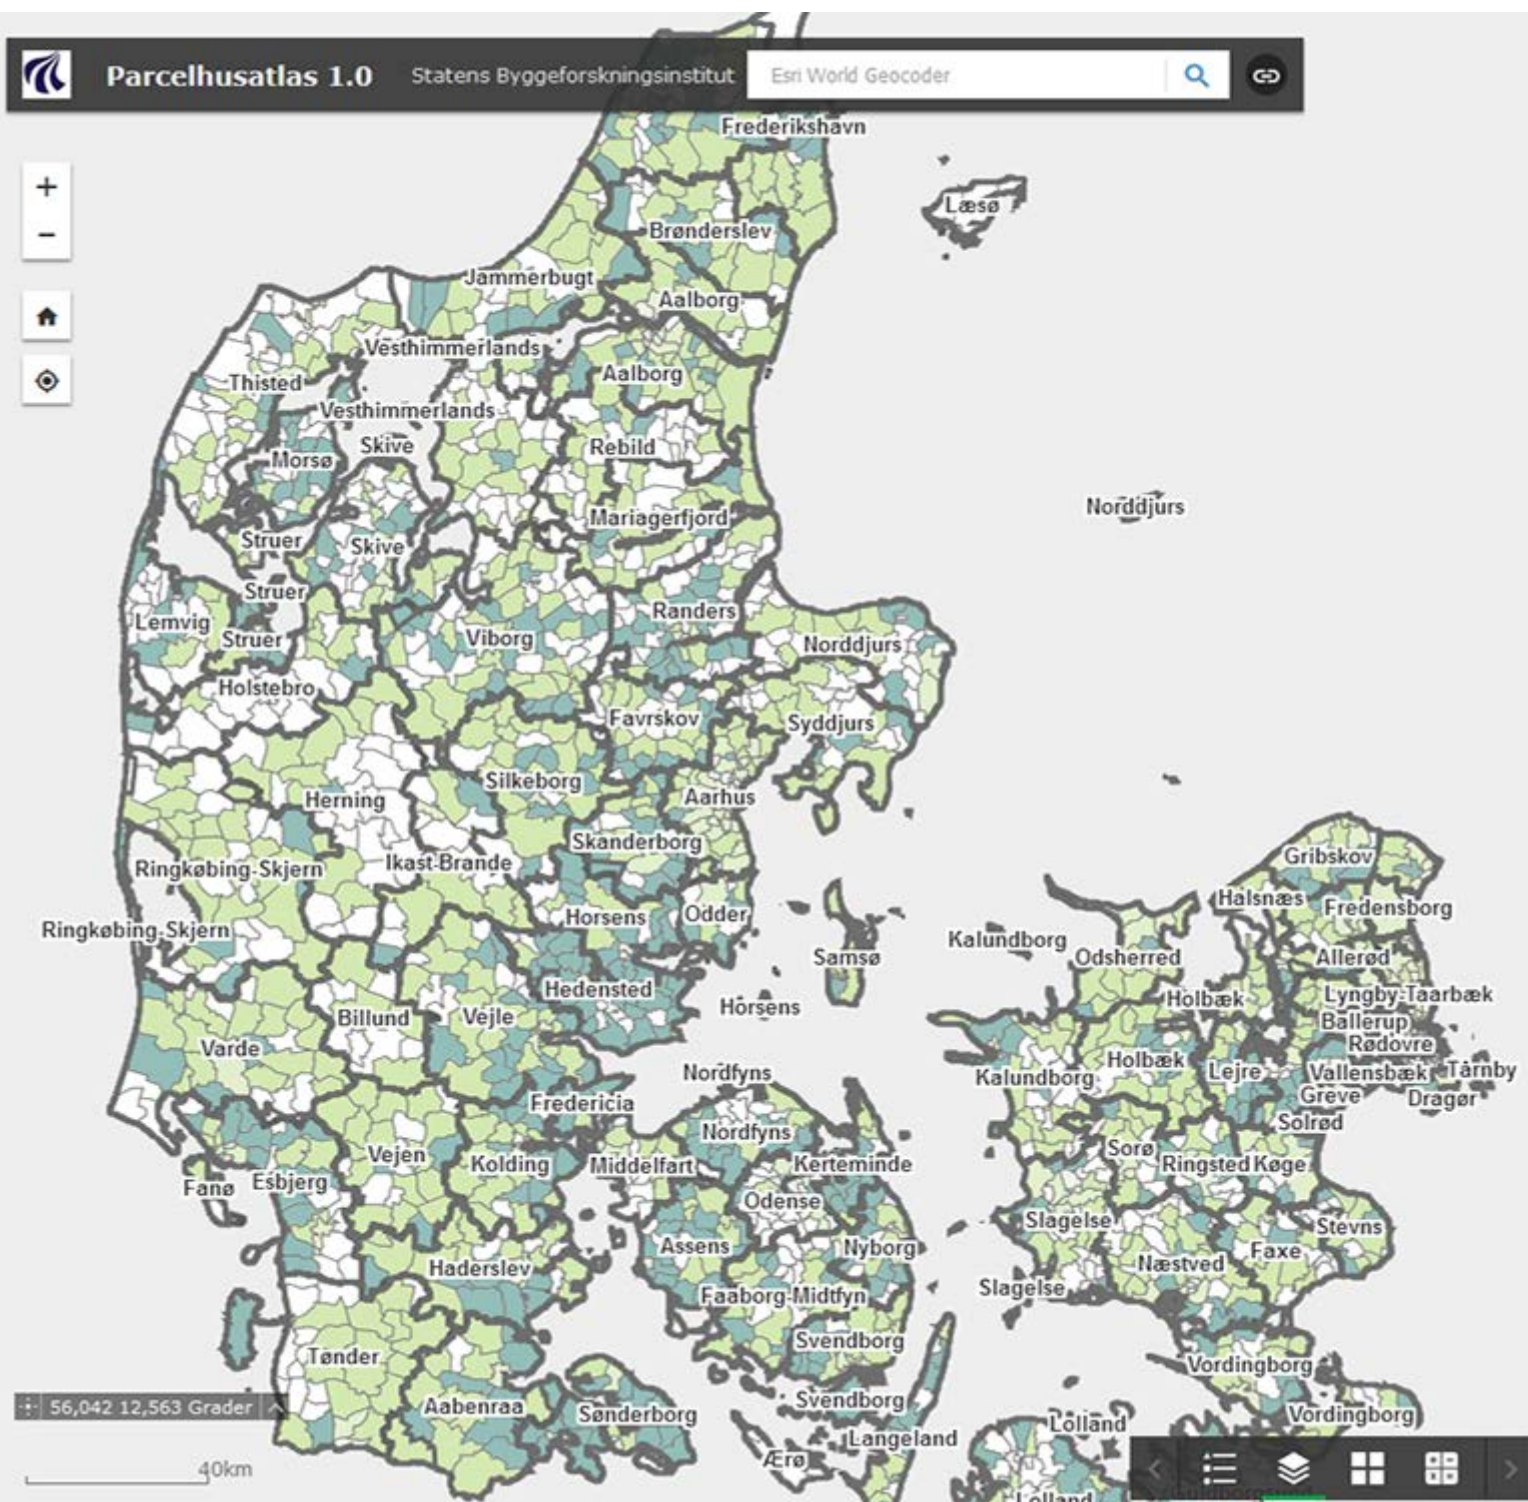 Parcelhusatlas 1.0 Statens Byggeforskningsinstitut Esri World Geocoder
Frederikshavn
Læsø
Brønderslev
Jammerbugt
Aalborg
Vesthimmerlands
Aalborg
Thisted
Vesthimmerlands
Skive
Rebild
Morsø
Norddjurs
Mariagerfjord
Struer
Skive
Struer
Randers
Lemvig
Struer
Viborg
Norddjurs
Holstebro
Favrskov
Syddjurs
Silkeborg
Aarhus
Herning
Skanderborg
Gribskov
Ikast-Brande
Ringkøbing-Skjern
Halsnæs
Fredensborg
Horsens
Odder
Ringkøbing-Skjern
Kalundborg
Samsø
Odsherred
Allerød
Hedensted
Lyngby-Taarbæk
Holbæk
Horsens
Billund
Vejle
Ballerup
Rødovre
Varde
Holbæk
Lejre
Vallensbæk
Tårnby
Nordfyns
Kalundborg
Greve
Dragør
Fredericia
Solrød
Nordfyns
Vejen
Sorø
Kolding
Middelfart
Kerteminde
Ringsted
Køge
Fanø
Esbjerg
Odense
Slagelse
Stevns
Assens
Nyborg
Faxe
Næstved
Haderslev
Slagelse
Faaborg-Midtfyn
Svendborg
Tønder
Vordingborg
Svendborg
56,042 12,563 Grader
Aabenraa
Sønderborg
Vordingborg
Lolland
Langeland
Ærø
40km
Guldborgsund
Lolland